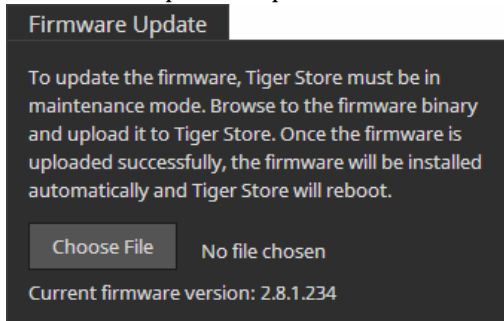 Firmware Update
To update the firmware, Tiger Store must be in
maintenance mode. Browse to the firmware binary
and upload it to Tiger Store. Once the firmware is
uploaded successfully, the firmware will be installed
automatically and Tiger Store will reboot.
Choose File No file chosen
Current firmware version: 2.8.1.234